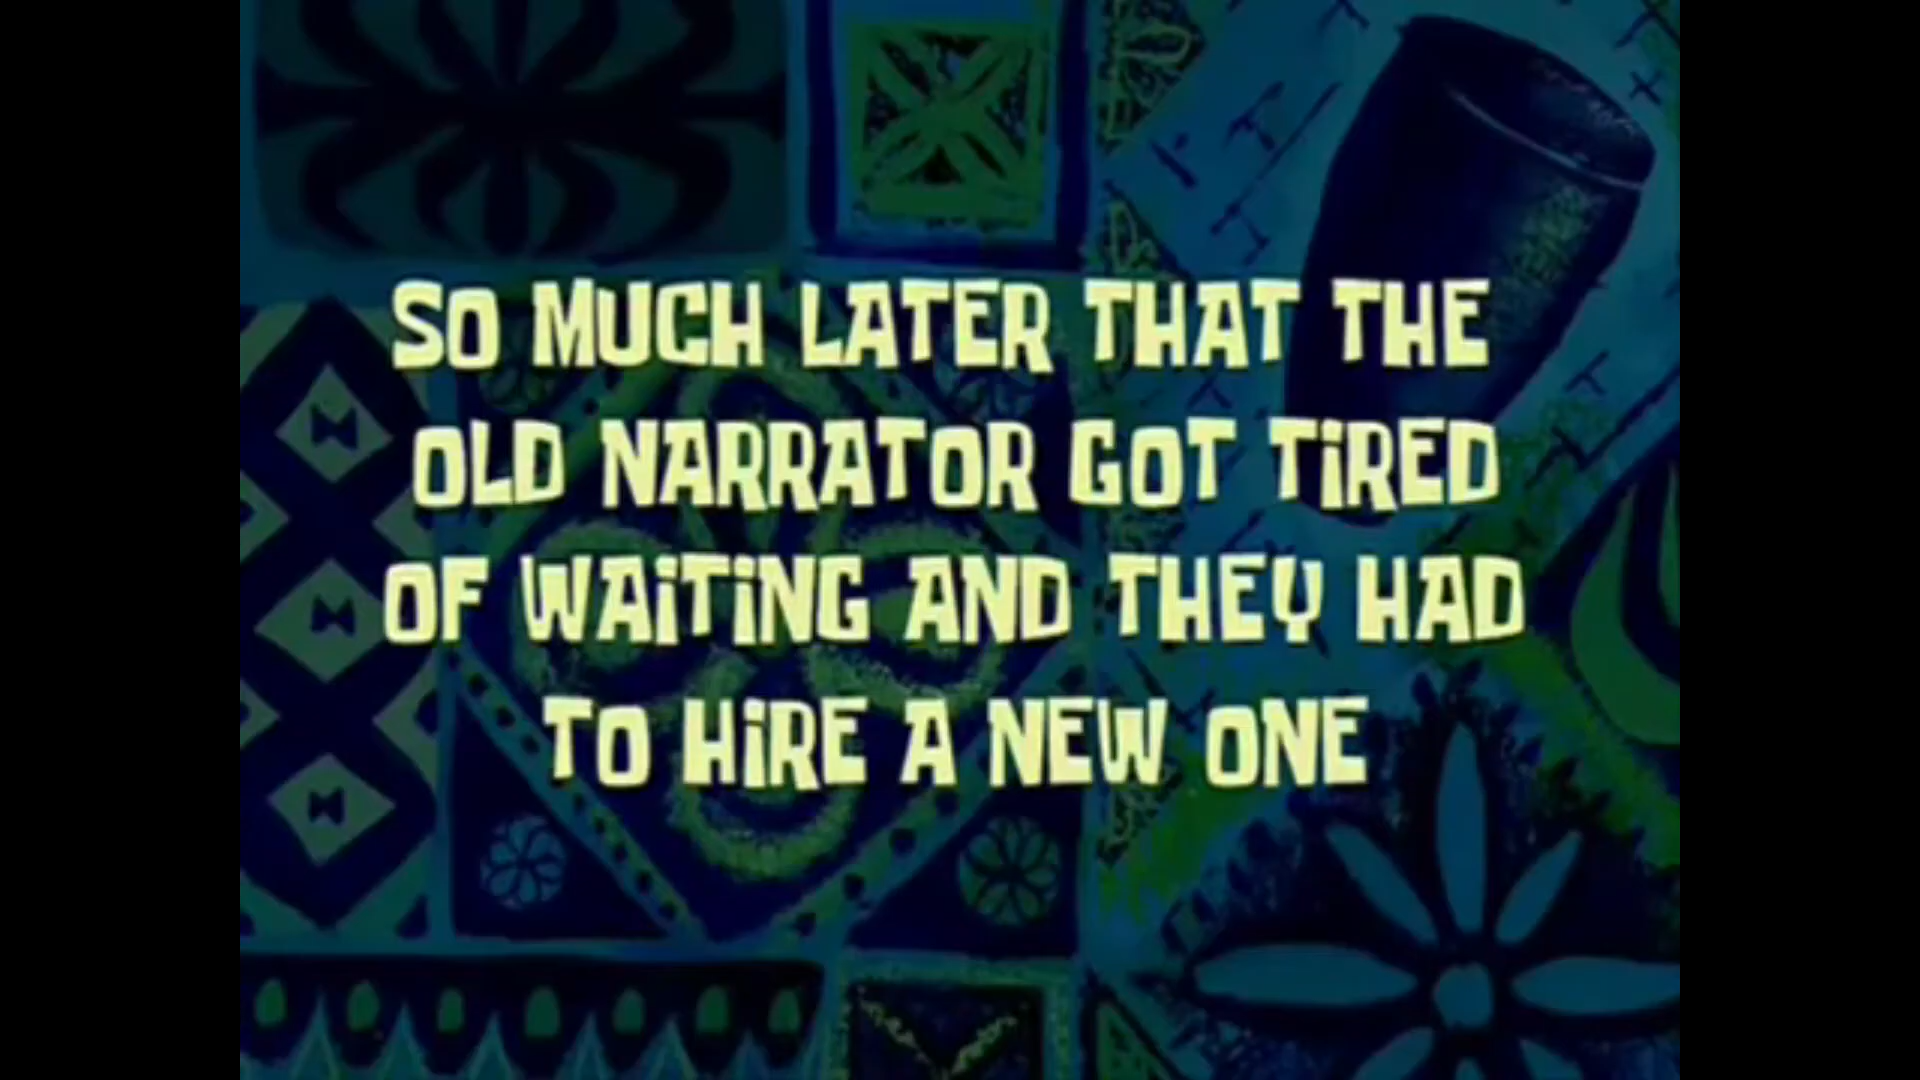 SO MUCH LATER THAT THE
OLD NARRATOR GOT TiRED
OF WAiTiNG AND THEY HAD
TO HiRE A NEW ONE